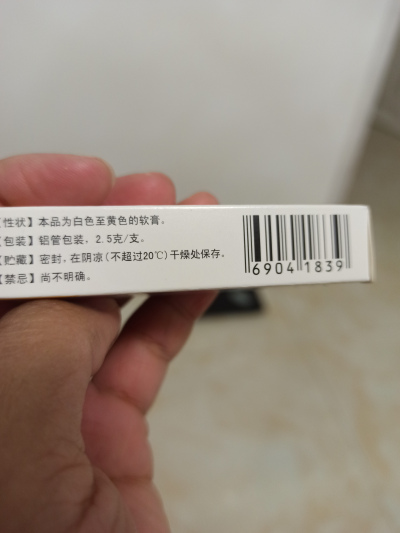 【性状】本品为白色至黄色的软膏。
【包装】铝管包装，2.5克/支。
【贮藏】密封，在阴凉(不超过20℃)干燥处保存。
【禁忌】尚不明确。
6904 1839